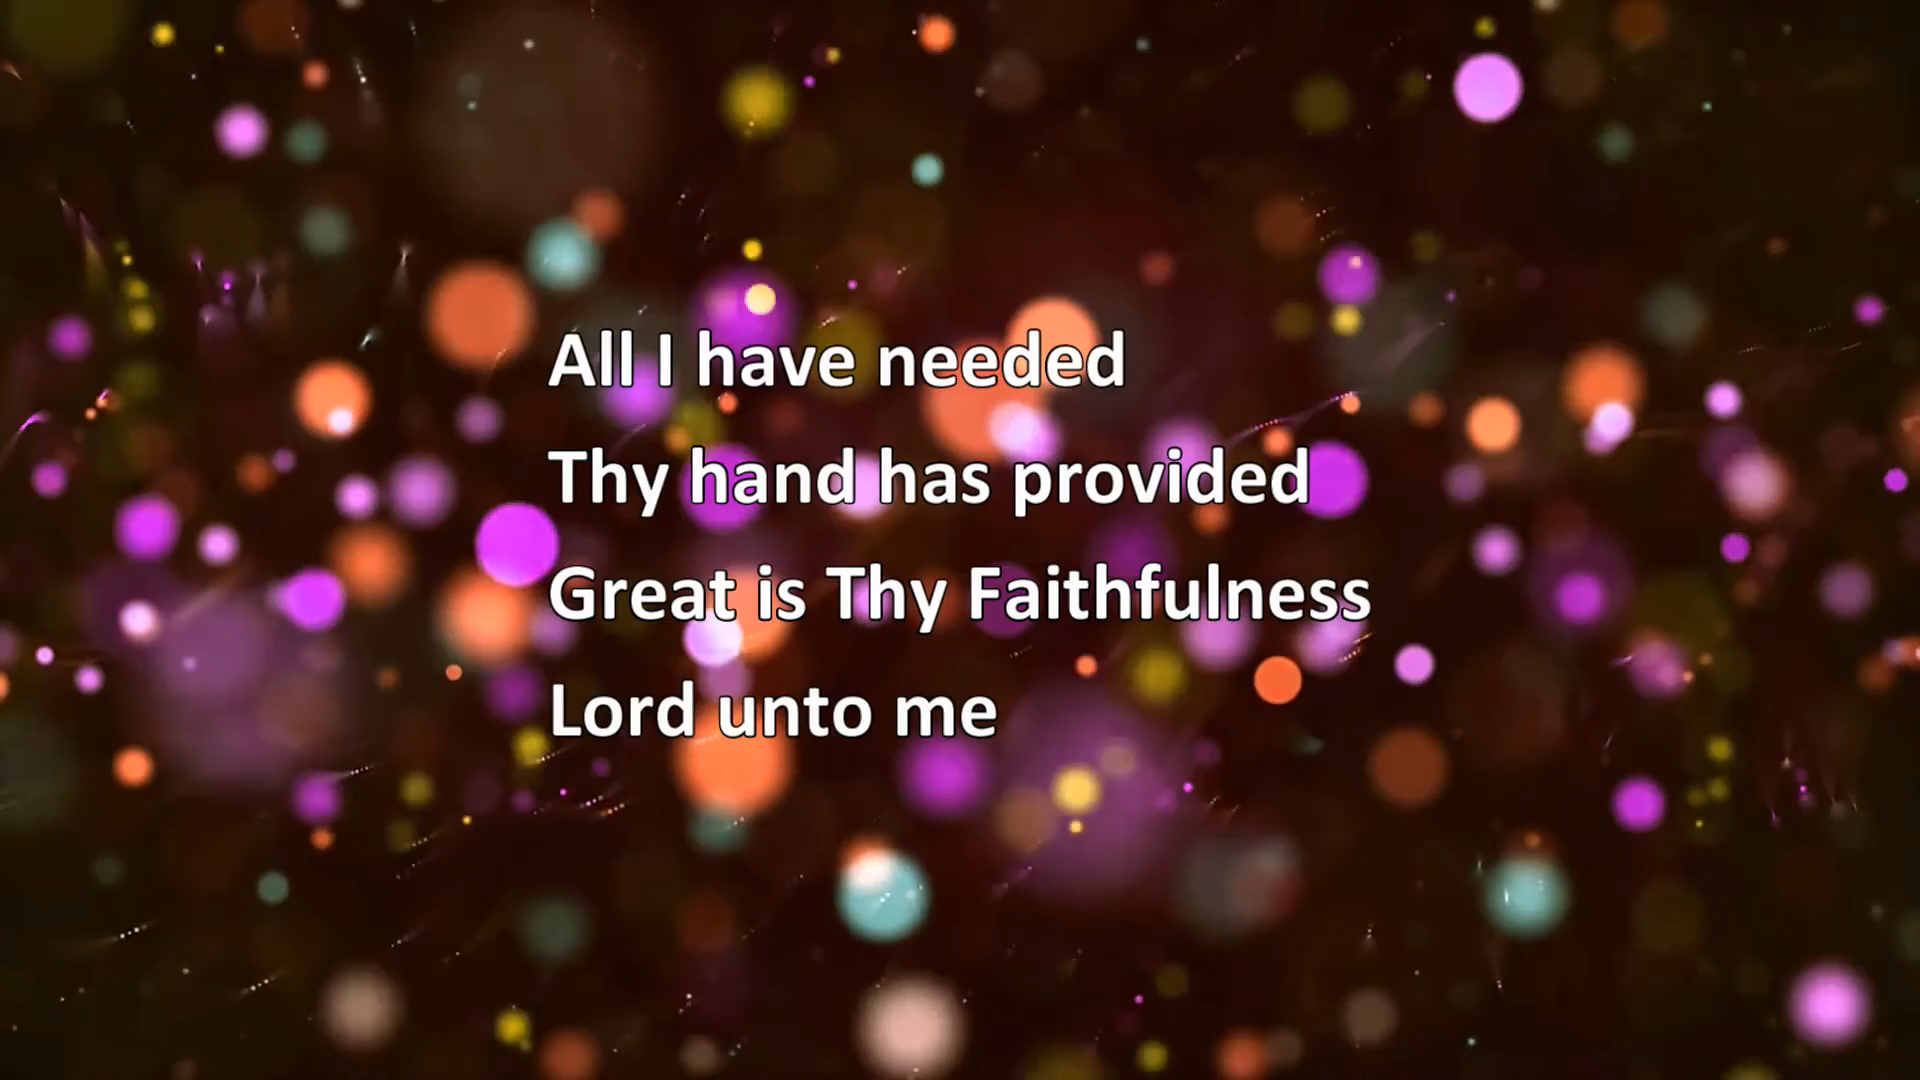 All I have needed
Thy hand has provided
Great is Thy Faithfulness
Lord unto me